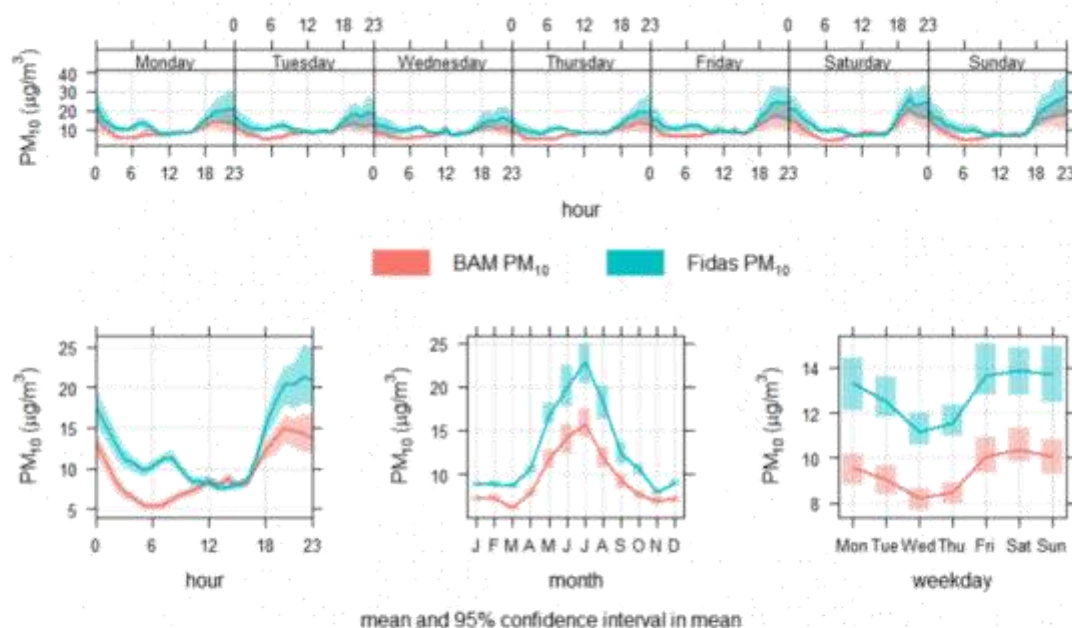 0 6 12 18 23 0 6 12 18 23 0 6 12 18 23
Monday Tuesday Wednesday Thursday Friday Saturday Sunday
PM₁₀ (µg/m³)
40
30
20
10
0 6 12 18 23 0 6 12 18 23 0 6 12 18 23 0 6 12 18 23
hour
BAM PM₁₀ Fidas PM₁₀
PM₁₀ (µg/m³)
25
20
15
10
5
0 6 12 18 23
hour
PM₁₀ (µg/m³)
25
20
15
10
J F M A M J J A S O N D
month
PM₁₀ (µg/m³)
14
12
10
8
Mon Tue Wed Thu Fri Sat Sun
weekday
mean and 95% confidence interval in mean